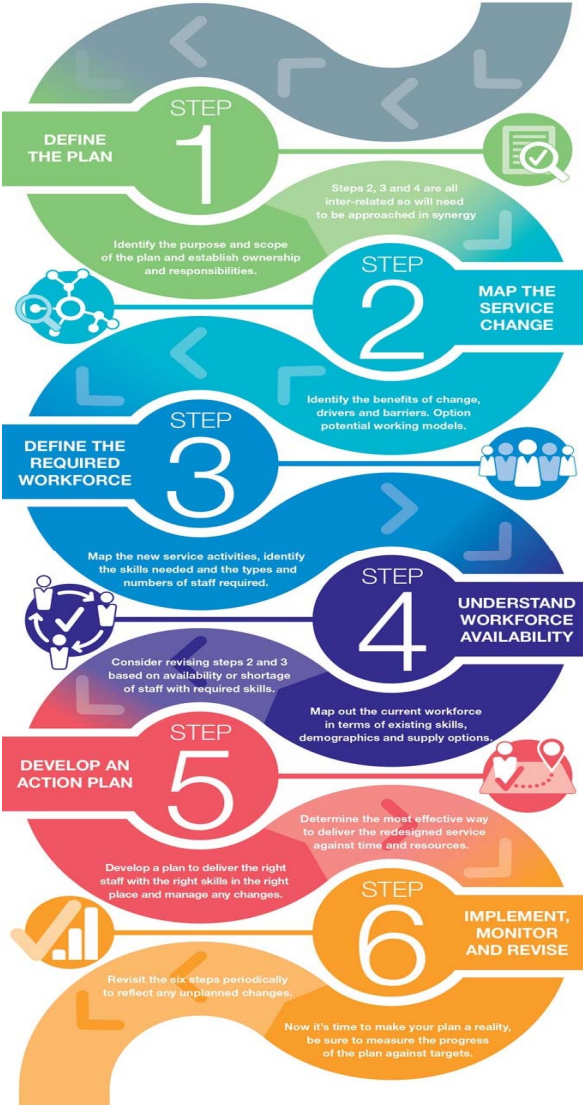 STEP
1
DEFINE
THE PLAN
Identify the purpose and scope
of the plan and establish ownership
and responsibilities.
Steps 2, 3 and 4 are all
inter-related so will need
to be approached in synergy
STEP
2
MAP THE
SERVICE
CHANGE
Identify the benefits of change,
drivers and barriers. Option
potential working models.
STEP
3
DEFINE THE
REQUIRED
WORKFORCE
Map the new service activities, identify
the skills needed and the types and
numbers of staff required.
STEP
4
UNDERSTAND
WORKFORCE
AVAILABILITY
Map out the current workforce
in terms of existing skills,
demographics and supply options.
Consider revising steps 2 and 3
based on availability or shortage
of staff with required skills.
STEP
5
DEVELOP AN
ACTION PLAN
Develop a plan to deliver the right
staff with the right skills in the right
place and manage any changes.
Determine the most effective way
to deliver the redesigned service
against time and resources.
STEP
6
IMPLEMENT,
MONITOR
AND REVISE
Now it's time to make your plan a reality,
be sure to measure the progress
of the plan against targets.
Revisit the six steps periodically
to reflect any unplanned changes.